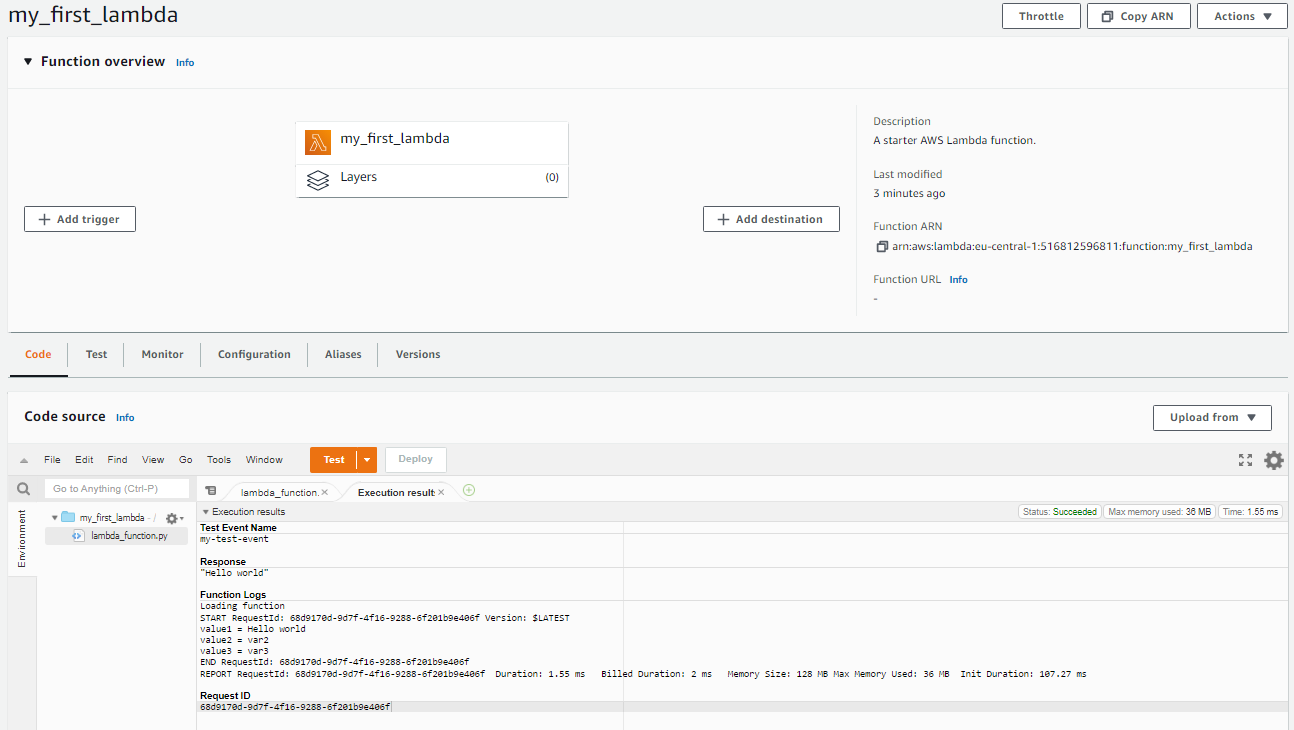 my_first_lambda
Throttle
Copy ARN
Actions
Function overview Info
my_first_lambda
Layers (0)
Add trigger
Add destination
Description
A starter AWS Lambda function.
Last modified
3 minutes ago
Function ARN
arn:aws:lambda:eu-central-1:516812596811:function:my_first_lambda
Function URL Info
-
Code Test Monitor Configuration Aliases Versions
Code source Info
Upload from
File Edit Find View Go Tools Window Test Deploy
Go to Anything (Ctrl-P)
lambda_function. Execution result
Environment
my_first_lambda - /
lambda_function.py
Execution results
Status: Succeeded Max memory used: 36 MB Time: 1.55 ms
Test Event Name
my-test-event
Response
"Hello world"
Function Logs
Loading function
START RequestId: 68d9170d-9d7f-4f16-9288-6f201b9e406f Version: $LATEST
value1 = Hello world
value2 = var2
value3 = var3
END RequestId: 68d9170d-9d7f-4f16-9288-6f201b9e406f
REPORT RequestId: 68d9170d-9d7f-4f16-9288-6f201b9e406f Duration: 1.55 ms Billed Duration: 2 ms Memory Size: 128 MB Max Memory Used: 36 MB Init Duration: 107.27 ms
Request ID
68d9170d-9d7f-4f16-9288-6f201b9e406f